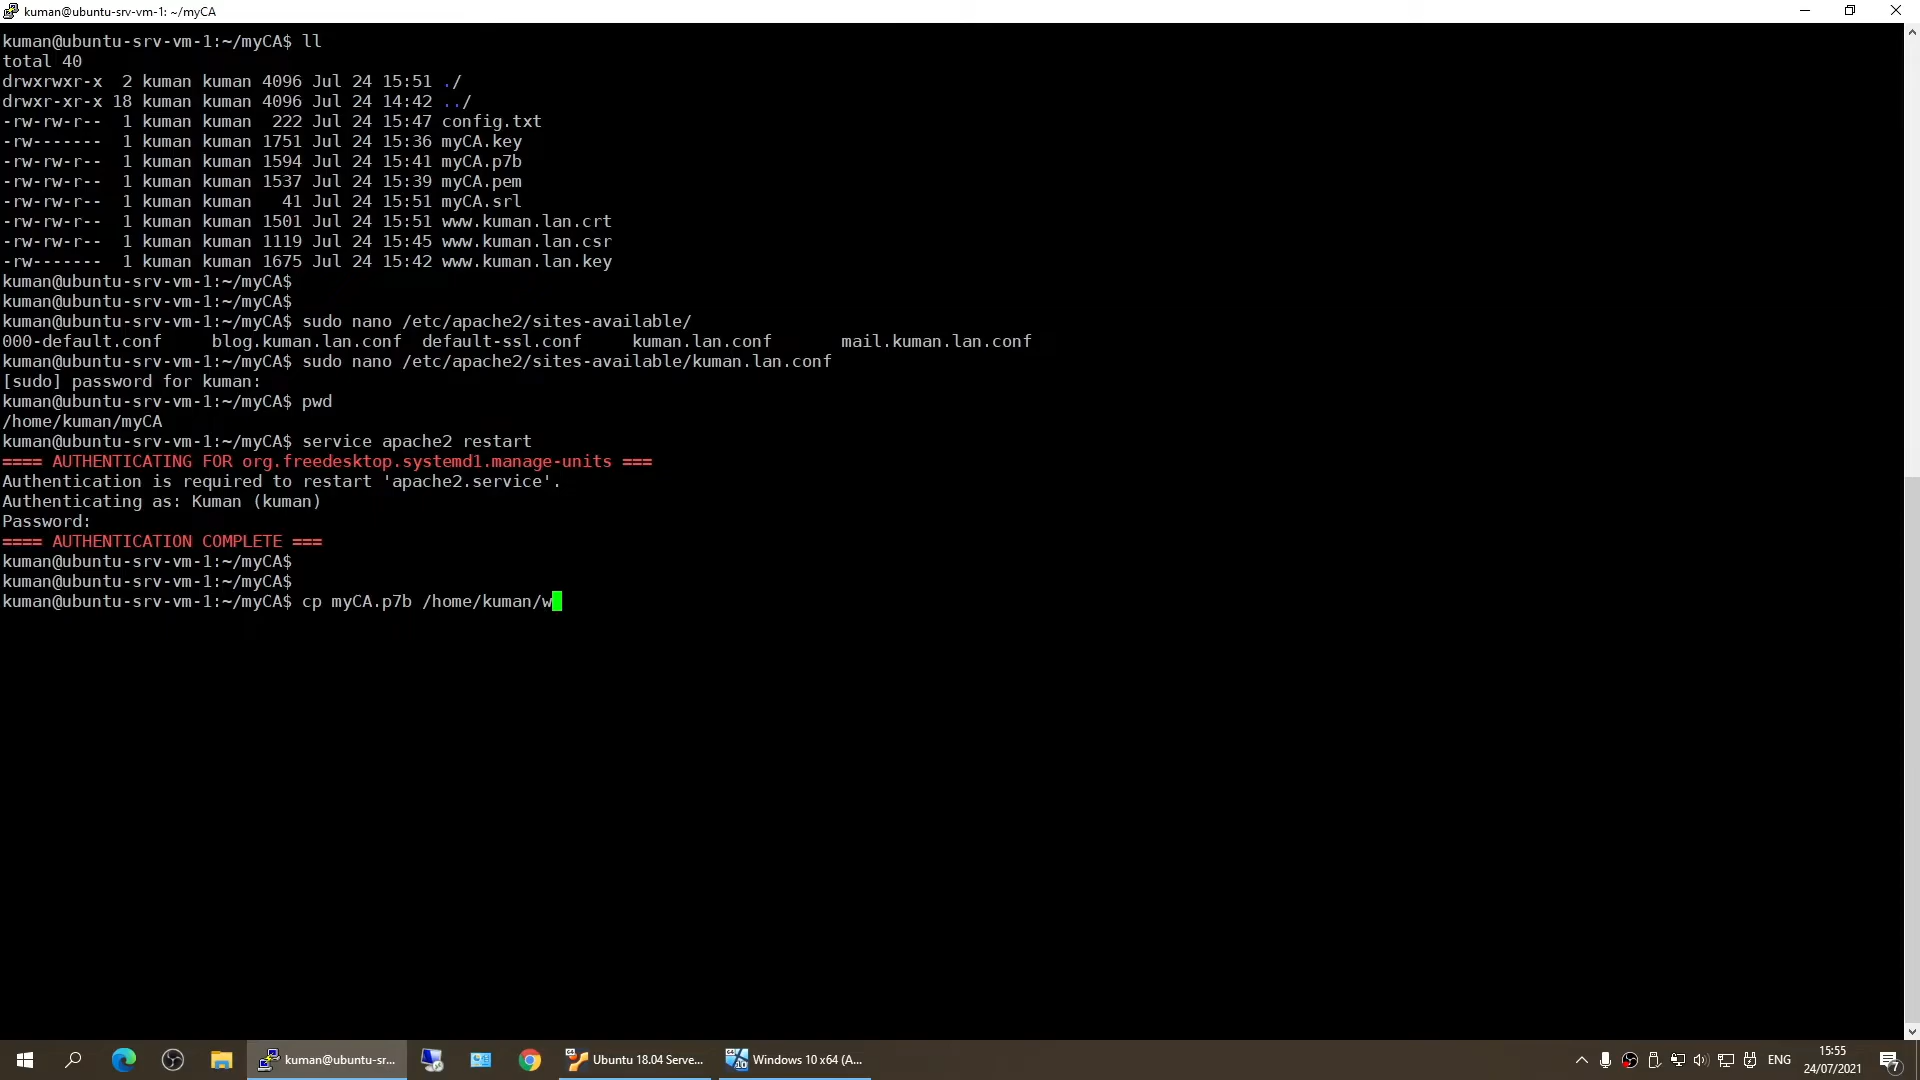 kuman@ubuntu-srv-vm-1: ~/myCA
kuman@ubuntu-srv-vm-1:~/myCA$ ll
total 40
drwxrwxr-x  2 kuman kuman 4096 Jul 24 15:51 ./
drwxr-xr-x 18 kuman kuman 4096 Jul 24 14:42 ../
-rw-rw-r--  1 kuman kuman  222 Jul 24 15:47 config.txt
-rw-------  1 kuman kuman 1751 Jul 24 15:36 myCA.key
-rw-rw-r--  1 kuman kuman 1594 Jul 24 15:41 myCA.p7b
-rw-rw-r--  1 kuman kuman 1537 Jul 24 15:39 myCA.pem
-rw-rw-r--  1 kuman kuman   41 Jul 24 15:51 myCA.srl
-rw-rw-r--  1 kuman kuman 1501 Jul 24 15:51 www.kuman.lan.crt
-rw-rw-r--  1 kuman kuman 1119 Jul 24 15:45 www.kuman.lan.csr
-rw-------  1 kuman kuman 1675 Jul 24 15:42 www.kuman.lan.key
kuman@ubuntu-srv-vm-1:~/myCA$
kuman@ubuntu-srv-vm-1:~/myCA$
kuman@ubuntu-srv-vm-1:~/myCA$ sudo nano /etc/apache2/sites-available/
000-default.conf     blog.kuman.lan.conf  default-ssl.conf     kuman.lan.conf       mail.kuman.lan.conf
kuman@ubuntu-srv-vm-1:~/myCA$ sudo nano /etc/apache2/sites-available/kuman.lan.conf
[sudo] password for kuman:
kuman@ubuntu-srv-vm-1:~/myCA$ pwd
/home/kuman/myCA
kuman@ubuntu-srv-vm-1:~/myCA$ service apache2 restart
==== AUTHENTICATING FOR org.freedesktop.systemd1.manage-units ===
Authentication is required to restart 'apache2.service'.
Authenticating as: Kuman (kuman)
Password:
==== AUTHENTICATION COMPLETE ===
kuman@ubuntu-srv-vm-1:~/myCA$
kuman@ubuntu-srv-vm-1:~/myCA$
kuman@ubuntu-srv-vm-1:~/myCA$ cp myCA.p7b /home/kuman/w
kuman@ubuntu-sr...
Ubuntu 18.04 Serve...
Windows 10 x64 (A...
ENG
15:55
24/07/2021
7